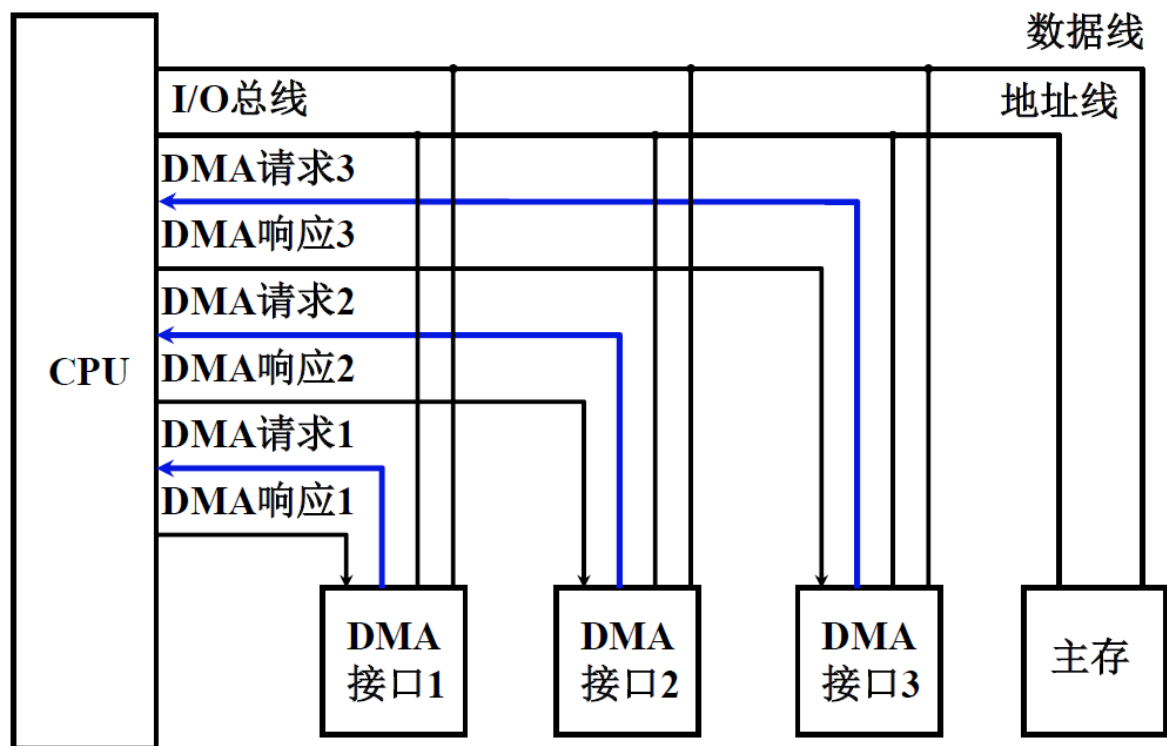 数据线
I/O总线
地址线
DMA请求3
DMA响应3
DMA请求2
CPU
DMA响应2
DMA请求1
DMA响应1
DMA
接口1
DMA
接口2
DMA
接口3
主存